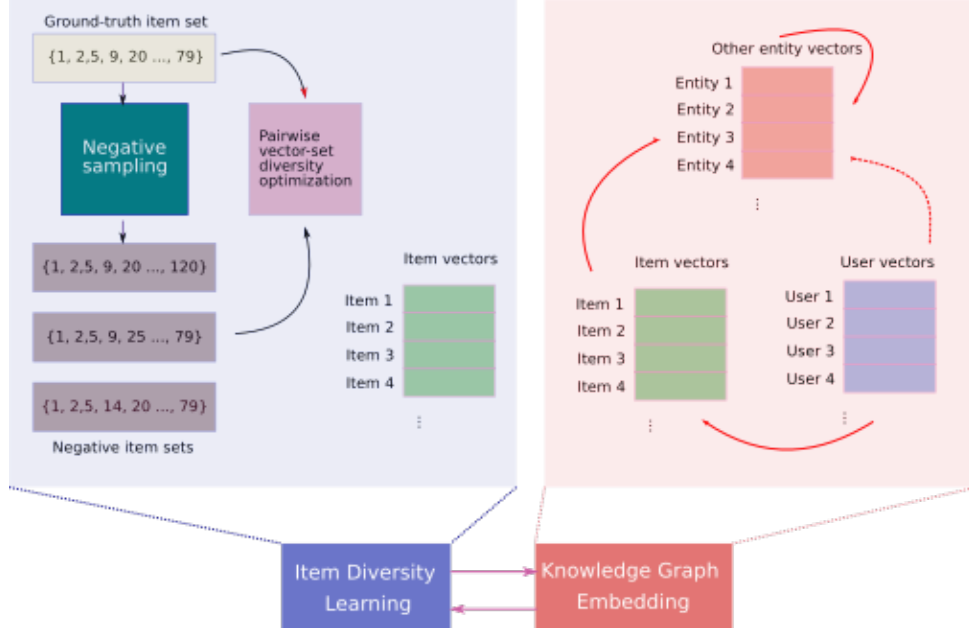 Ground-truth item set
{1, 2,5, 9, 20 ..., 79}
Negative
sampling
Pairwise
vector-set
diversity
optimization
{1, 2,5, 9, 20 ..., 120}
{1, 2,5, 9, 25 ..., 79}
{1, 2,5, 14, 20 ..., 79}
Negative item sets
Item vectors
Item 1
Item 2
Item 3
Item 4
...
Other entity vectors
Entity 1
Entity 2
Entity 3
Entity 4
...
Item vectors
Item 1
Item 2
Item 3
Item 4
...
User vectors
User 1
User 2
User 3
User 4
...
Item Diversity
Learning
Knowledge Graph
Embedding